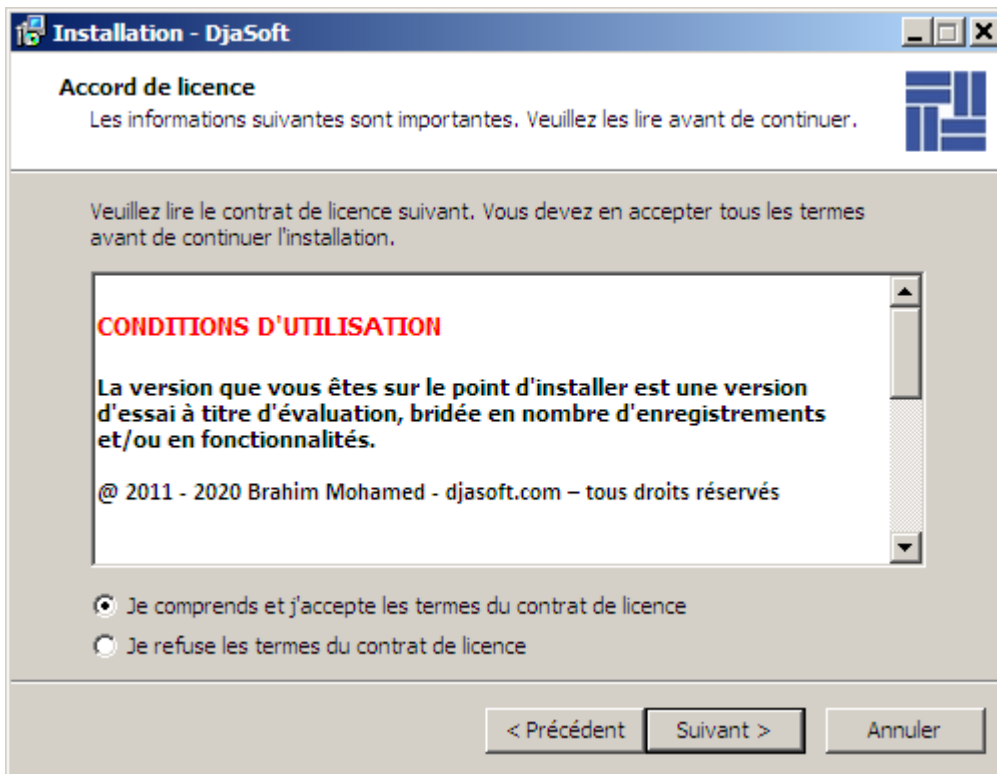 Installation - DjaSoft
Accord de licence
Les informations suivantes sont importantes. Veuillez les lire avant de continuer.
Veuillez lire le contrat de licence suivant. Vous devez en accepter tous les termes
avant de continuer l'installation.
CONDITIONS D'UTILISATION
La version que vous êtes sur le point d'installer est une version
d'essai à titre d'évaluation, bridée en nombre d'enregistrements
et/ou en fonctionnalités.
@ 2011 - 2020 Brahim Mohamed - djasoft.com – tous droits réservés
Je comprends et j'accepte les termes du contrat de licence
Je refuse les termes du contrat de licence
< Précédent
Suivant >
Annuler